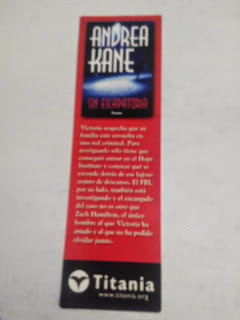 ANDREA
KANE
SIN ESCAPATORIA
Victoria sospecha que su
familia esté envuelta en
una red criminal. Para
averiguarlo sólo tiene que
conseguir entrar en el Hope
Institute y conocer qué se
esconde detrás de ese lujoso
centro de descanso. El FBI,
por su lado, también está
investigando y el encargado
del caso no es otro que
Zach Hamilton, el único
hombre al que Victoria ha
amado y al que no ha podido
olvidar jamás.
Titania
www.titania.org